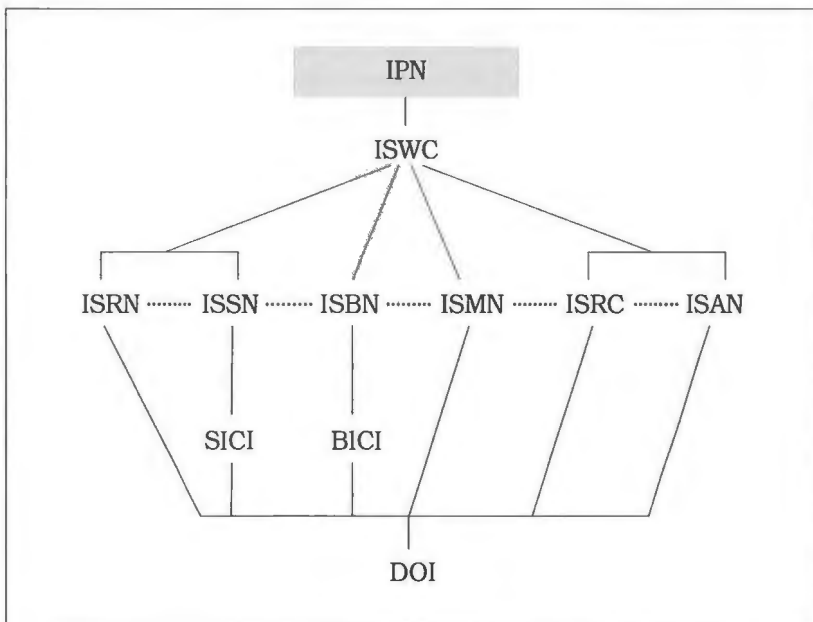 IPN
ISWC
ISRN ISSN ISBN ISMN ISRC ISAN
SICI BICI
DOI